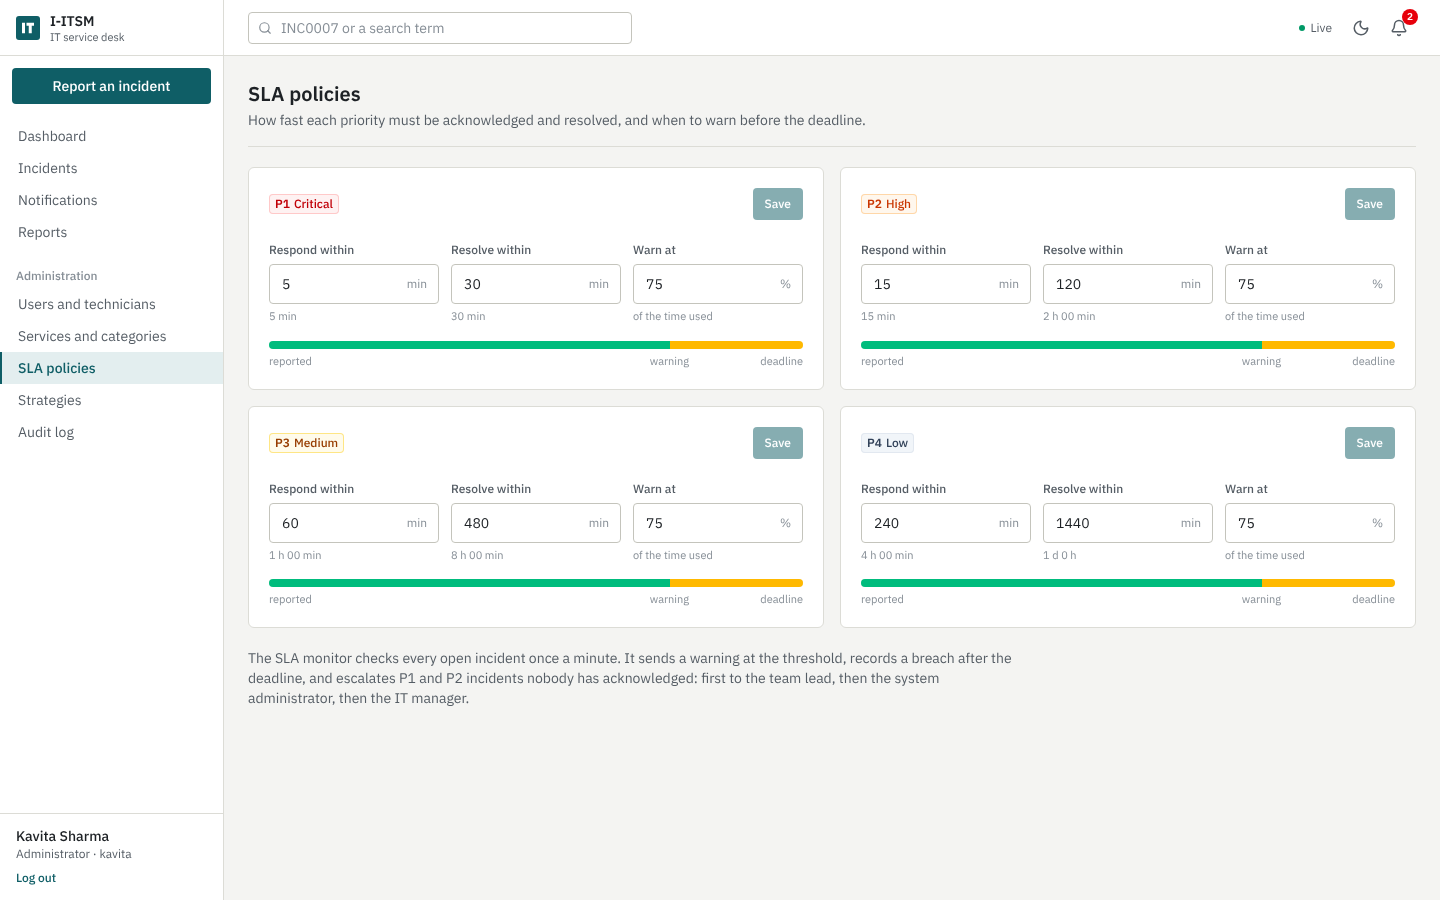 IT
I-ITSM
IT service desk
INC0007 or a search term
Live
2
Report an incident
Dashboard
Incidents
Notifications
Reports
Administration
Users and technicians
Services and categories
SLA policies
Strategies
Audit log
Kavita Sharma
Administrator · kavita
Log out
SLA policies
How fast each priority must be acknowledged and resolved, and when to warn before the deadline.
P1 Critical
Save
Respond within
Resolve within
Warn at
5 min
30 min
75 %
5 min
30 min
of the time used
reported
warning
deadline
P2 High
Save
Respond within
Resolve within
Warn at
15 min
120 min
75 %
15 min
2 h 00 min
of the time used
reported
warning
deadline
P3 Medium
Save
Respond within
Resolve within
Warn at
60 min
480 min
75 %
1 h 00 min
8 h 00 min
of the time used
reported
warning
deadline
P4 Low
Save
Respond within
Resolve within
Warn at
240 min
1440 min
75 %
4 h 00 min
1 d 0 h
of the time used
reported
warning
deadline
The SLA monitor checks every open incident once a minute. It sends a warning at the threshold, records a breach after the
deadline, and escalates P1 and P2 incidents nobody has acknowledged: first to the team lead, then the system
administrator, then the IT manager.